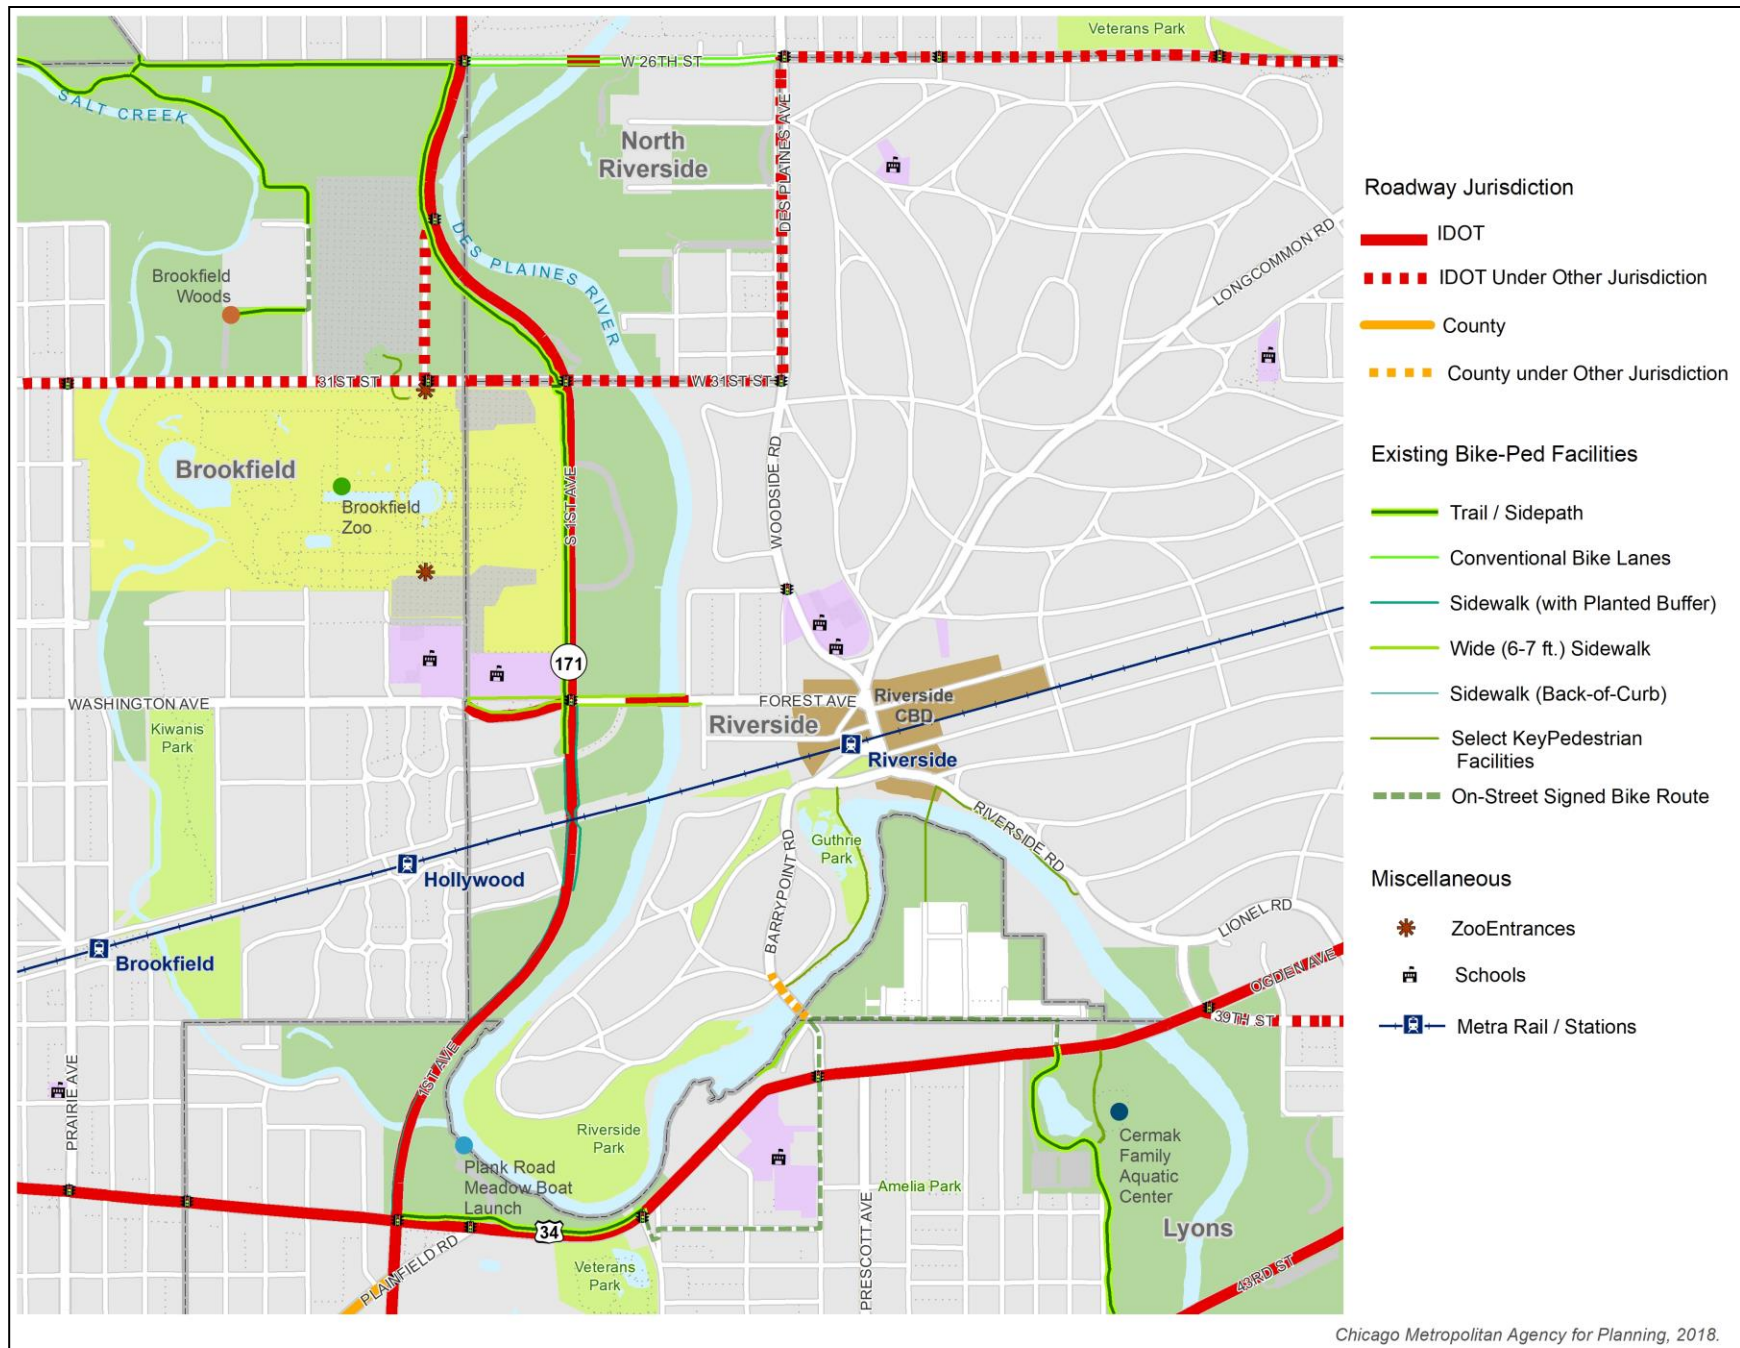 Veterans Park
W 26TH ST
SALT CREEK
DES PLAINES AVE
North
Riverside
DES PLAINES RIVER
LONGCOMMON RD
Brookfield
Woods
31ST ST
W 31ST ST
Brookfield
Brookfield
Zoo
S 1ST AVE
WOODSIDE RD
171
WASHINGTON AVE
FOREST AVE
Riverside
CBD
Riverside
Kiwanis
Park
Riverside
RIVERSIDE RD
Guthrie
Park
BARRYPOINT RD
Hollywood
LIONEL RD
Brookfield
OGDEN AVE
39TH ST
1ST AVE
PRAIRIE AVE
Riverside
Park
Plank Road
Meadow Boat
Launch
Cermak
Family
Aquatic
Center
Amelia Park
PRESCOTT AVE
Lyons
34
PLAINFIELD RD
Veterans
Park
43RD ST
Roadway Jurisdiction
IDOT
IDOT Under Other Jurisdiction
County
County under Other Jurisdiction
Existing Bike-Ped Facilities
Trail / Sidepath
Conventional Bike Lanes
Sidewalk (with Planted Buffer)
Wide (6-7 ft.) Sidewalk
Sidewalk (Back-of-Curb)
Select KeyPedestrian
Facilities
On-Street Signed Bike Route
Miscellaneous
ZooEntrances
Schools
Metra Rail / Stations
Chicago Metropolitan Agency for Planning, 2018.